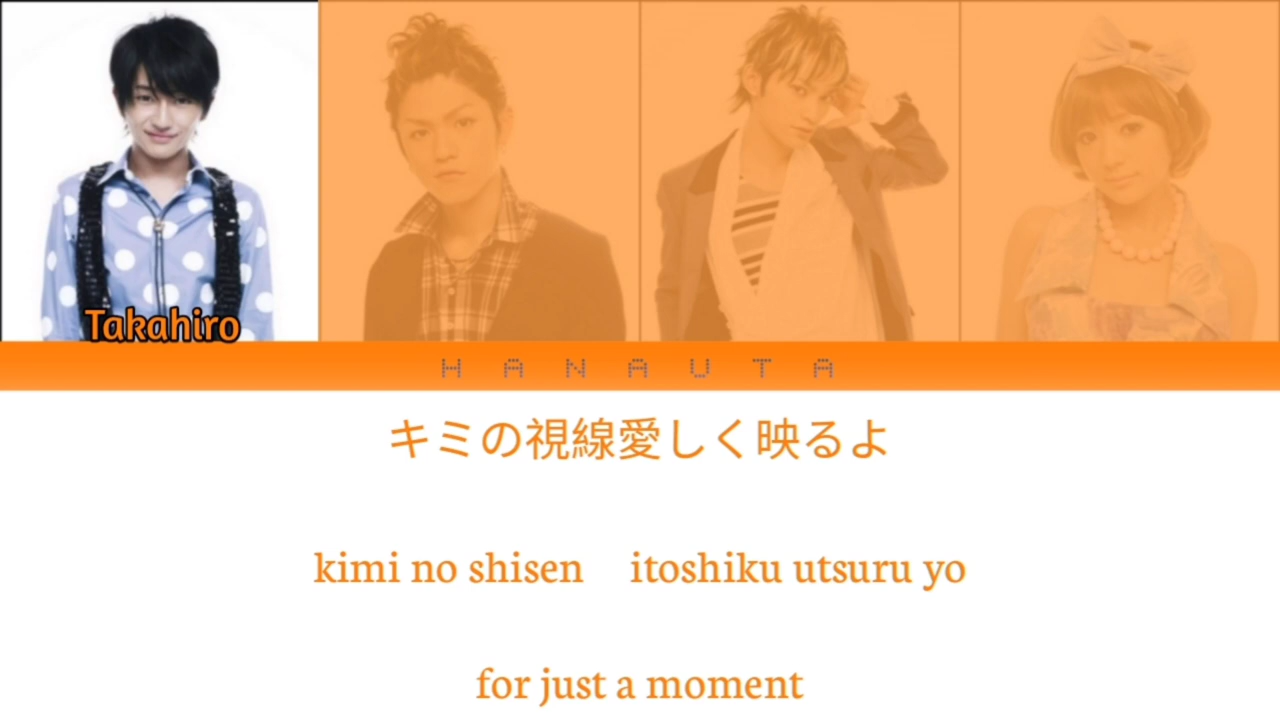 Takahiro
HANAUTA
キミの視線愛しく映るよ
kimi no shisen itoshiku utsuru yo
for just a moment